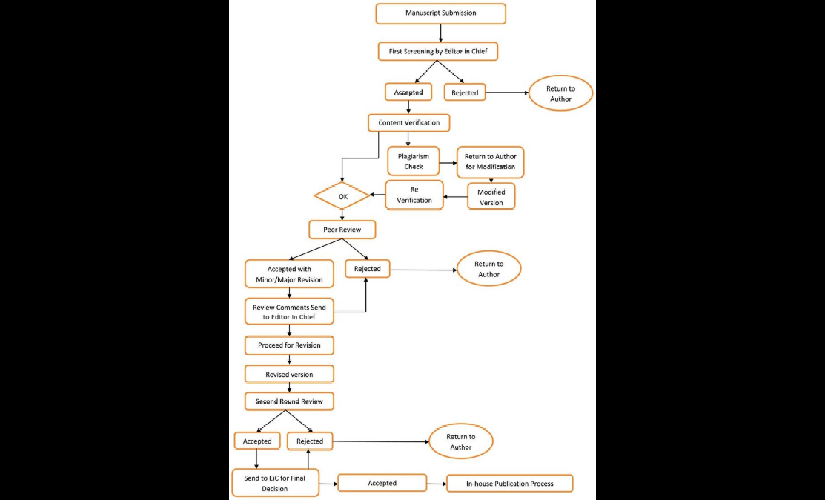 Manuscript Submission
First Screening by Editor in Chief
Accepted
Rejected
Return to
Author
Content Verification
Plagiarism
Check
Return to Author
for Modification
OK
Re
Verification
Modified
Version
Peer Review
Accepted with
Minor/Major Revision
Rejected
Return to
Author
Review Comments Send
to Editor in Chief
Proceed for Revision
Revised version
Second Round Review
Accepted
Rejected
Return to
Author
Send to EiC for Final
Decision
Accepted
In-house Publication Process